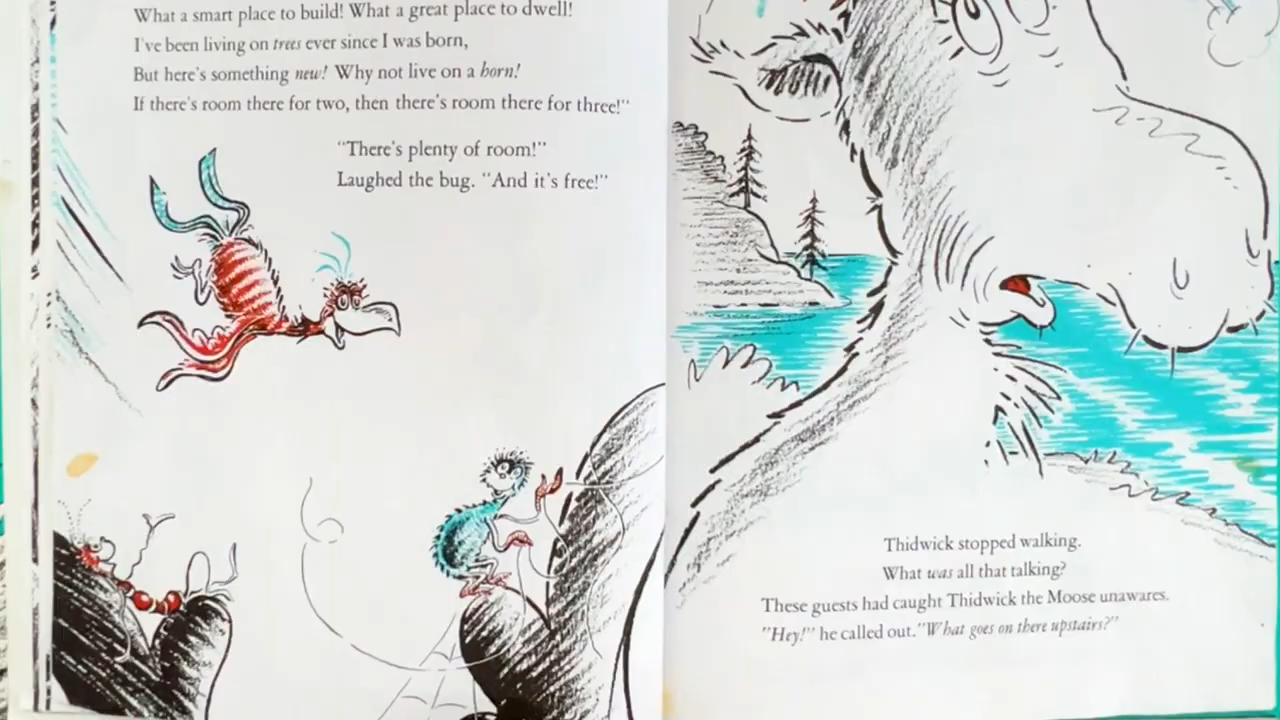 What a smart place to build! What a great place to dwell!
I've been living on trees ever since I was born,
But here's something new! Why not live on a horn!
If there's room there for two, then there's room there for three!"
"There's plenty of room!"
Laughed the bug. "And it's free!"
Thidwick stopped walking.
What was all that talking?
These guests had caught Thidwick the Moose unawares.
"Hey!" he called out. "What goes on there upstairs?"